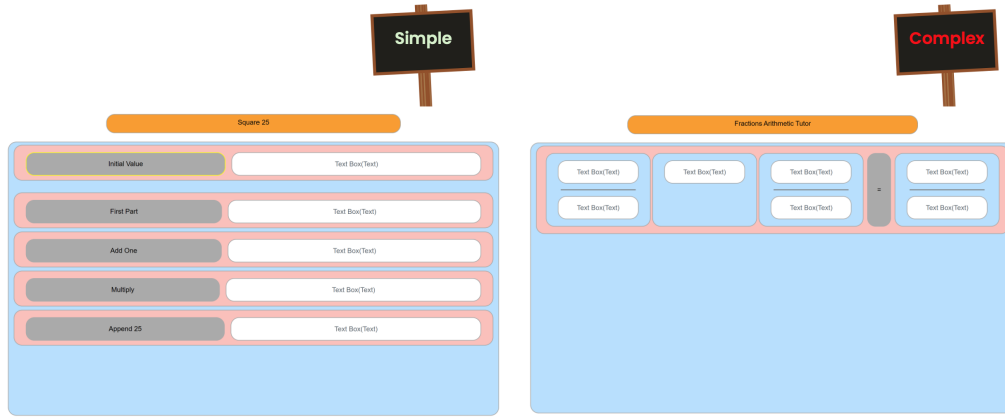 Simple
Square 25
Initial Value Text Box(Text)
First Part Text Box(Text)
Add One Text Box(Text)
Multiply Text Box(Text)
Append 25 Text Box(Text)
Complex
Fractions Arithmetic Tutor
Text Box(Text) Text Box(Text) Text Box(Text) Text Box(Text)
Text Box(Text) Text Box(Text) Text Box(Text)